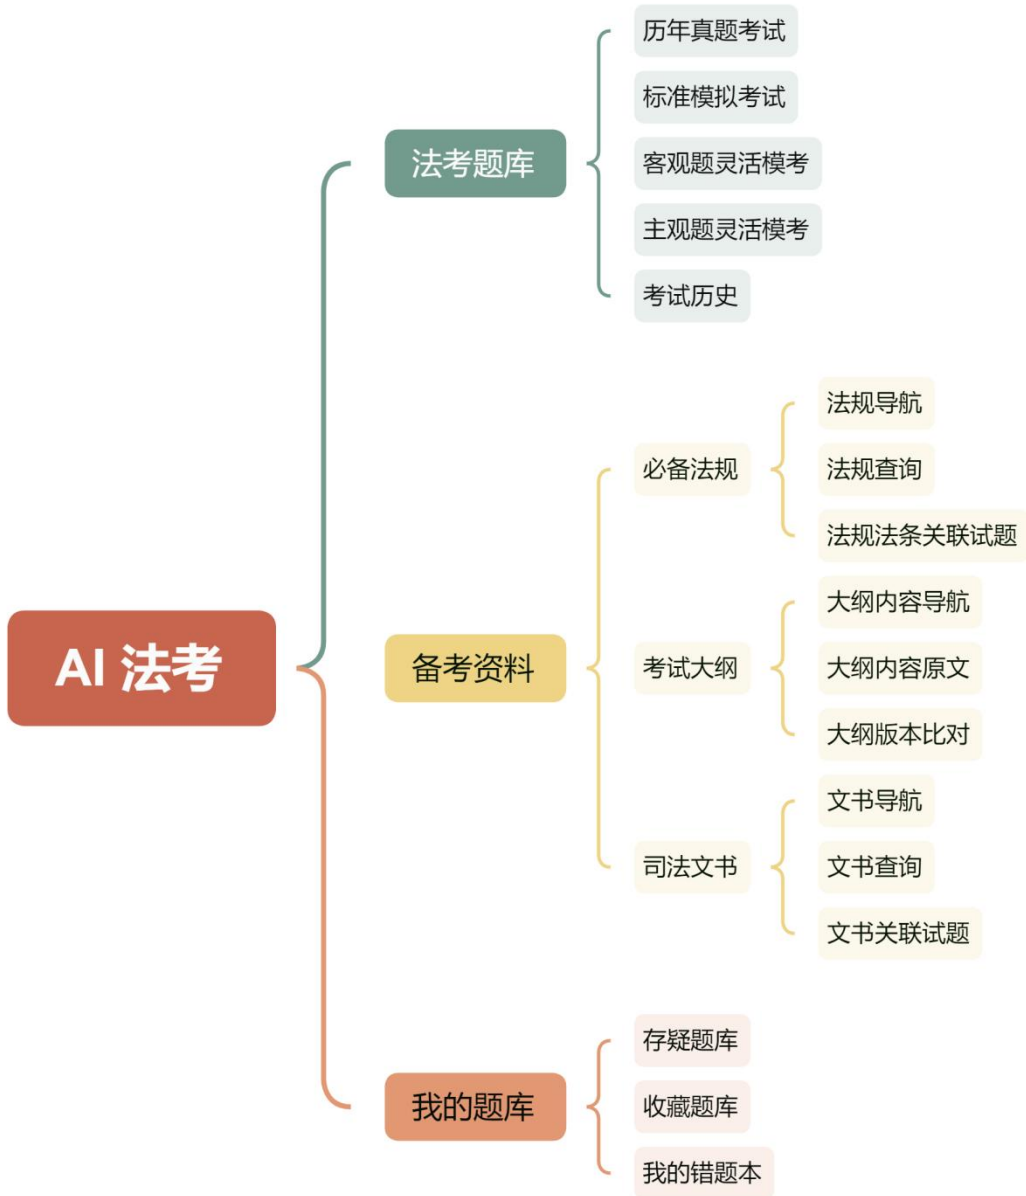 AI 法考
法考题库
历年真题考试
标准模拟考试
客观题灵活模考
主观题灵活模考
考试历史
备考资料
必备法规
法规导航
法规查询
法规法条关联试题
考试大纲
大纲内容导航
大纲内容原文
大纲版本比对
司法文书
文书导航
文书查询
文书关联试题
我的题库
存疑题库
收藏题库
我的错题本